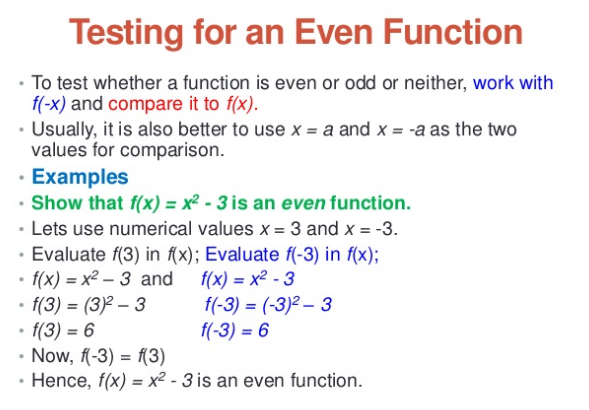 Testing for an Even Function
• To test whether a function is even or odd or neither, work with
f(-x) and compare it to f(x).
• Usually, it is also better to use x = a and x = -a as the two
values for comparison.
• Examples
• Show that f(x) = x² - 3 is an even function.
• Lets use numerical values x = 3 and x = -3.
• Evaluate f(3) in f(x); Evaluate f(-3) in f(x);
• f(x) = x² – 3 and f(x) = x² - 3
• f(3) = (3)² – 3 f(-3) = (-3)² – 3
• f(3) = 6 f(-3) = 6
• Now, f(-3) = f(3)
• Hence, f(x) = x² - 3 is an even function.